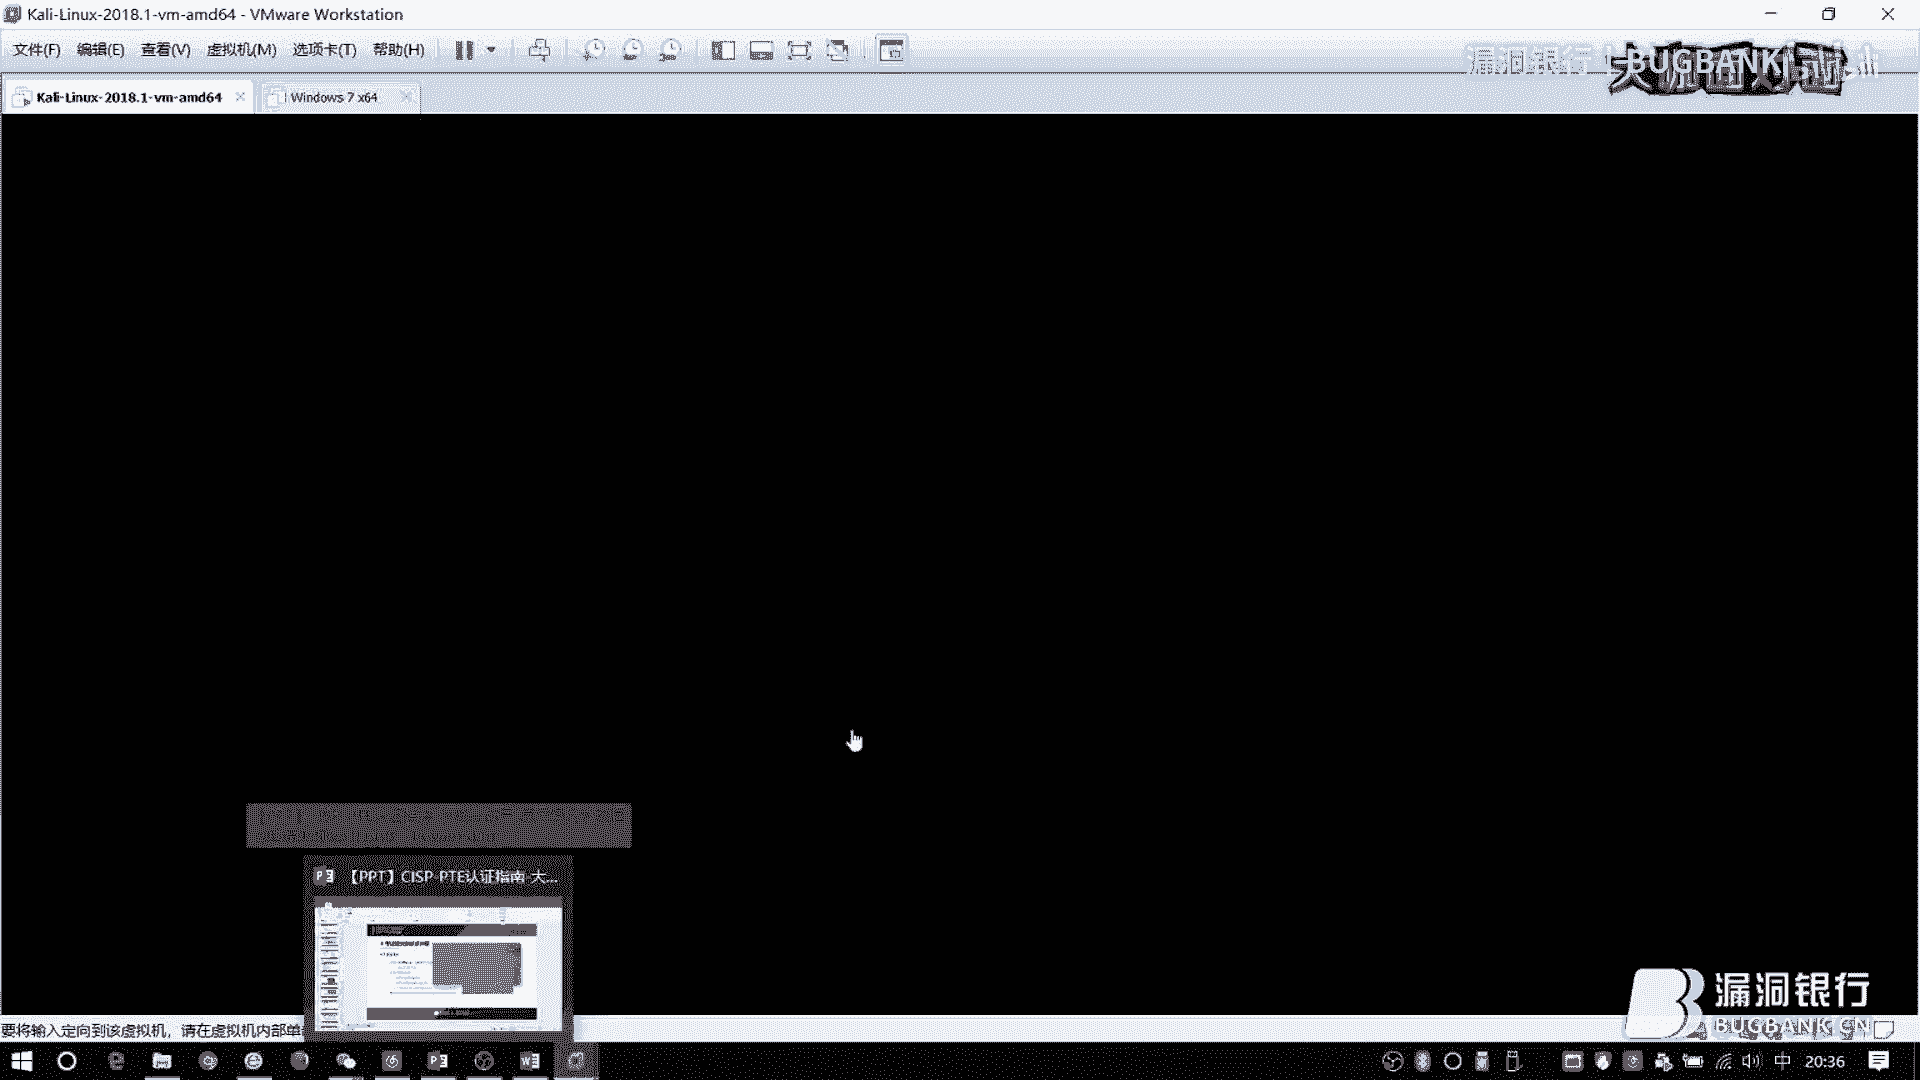 Kali-Linux-2018.1-vm-amd64 - VMware Workstation
文件(F) 编辑(E) 查看(V) 虚拟机(M) 选项卡(T) 帮助(H)
漏洞银行 | BUGBANK
Kali-Linux-2018.1-vm-amd64
Windows 7 x64
【PPT】CISP-PTE认证指南-大...
漏洞银行
BUGBANK.CN
要将输入定向到该虚拟机，请在虚拟机内部单
中 20:36